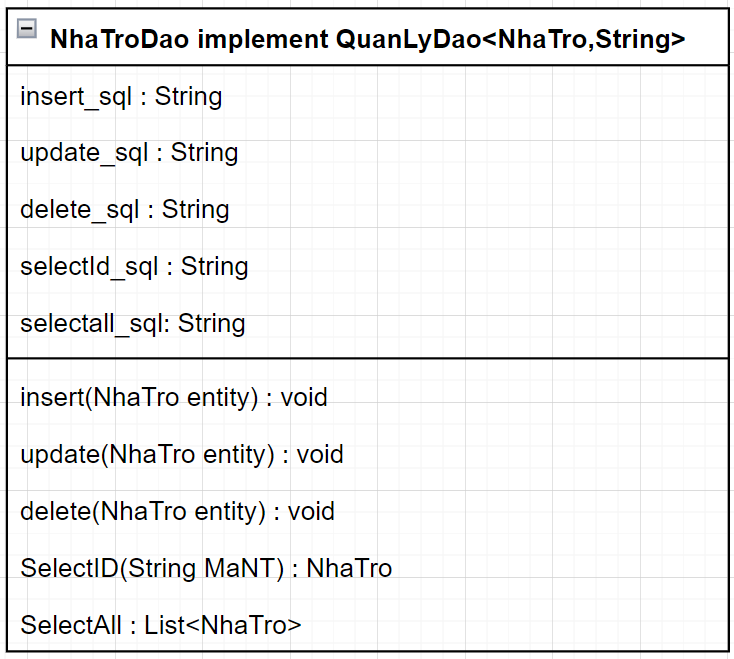 NhaTroDao implement QuanLyDao<NhaTro,String>
insert_sql : String
update_sql : String
delete_sql : String
selectId_sql : String
selectall_sql: String
insert(NhaTro entity) : void
update(NhaTro entity) : void
delete(NhaTro entity) : void
SelectID(String MaNT) : NhaTro
SelectAll : List<NhaTro>